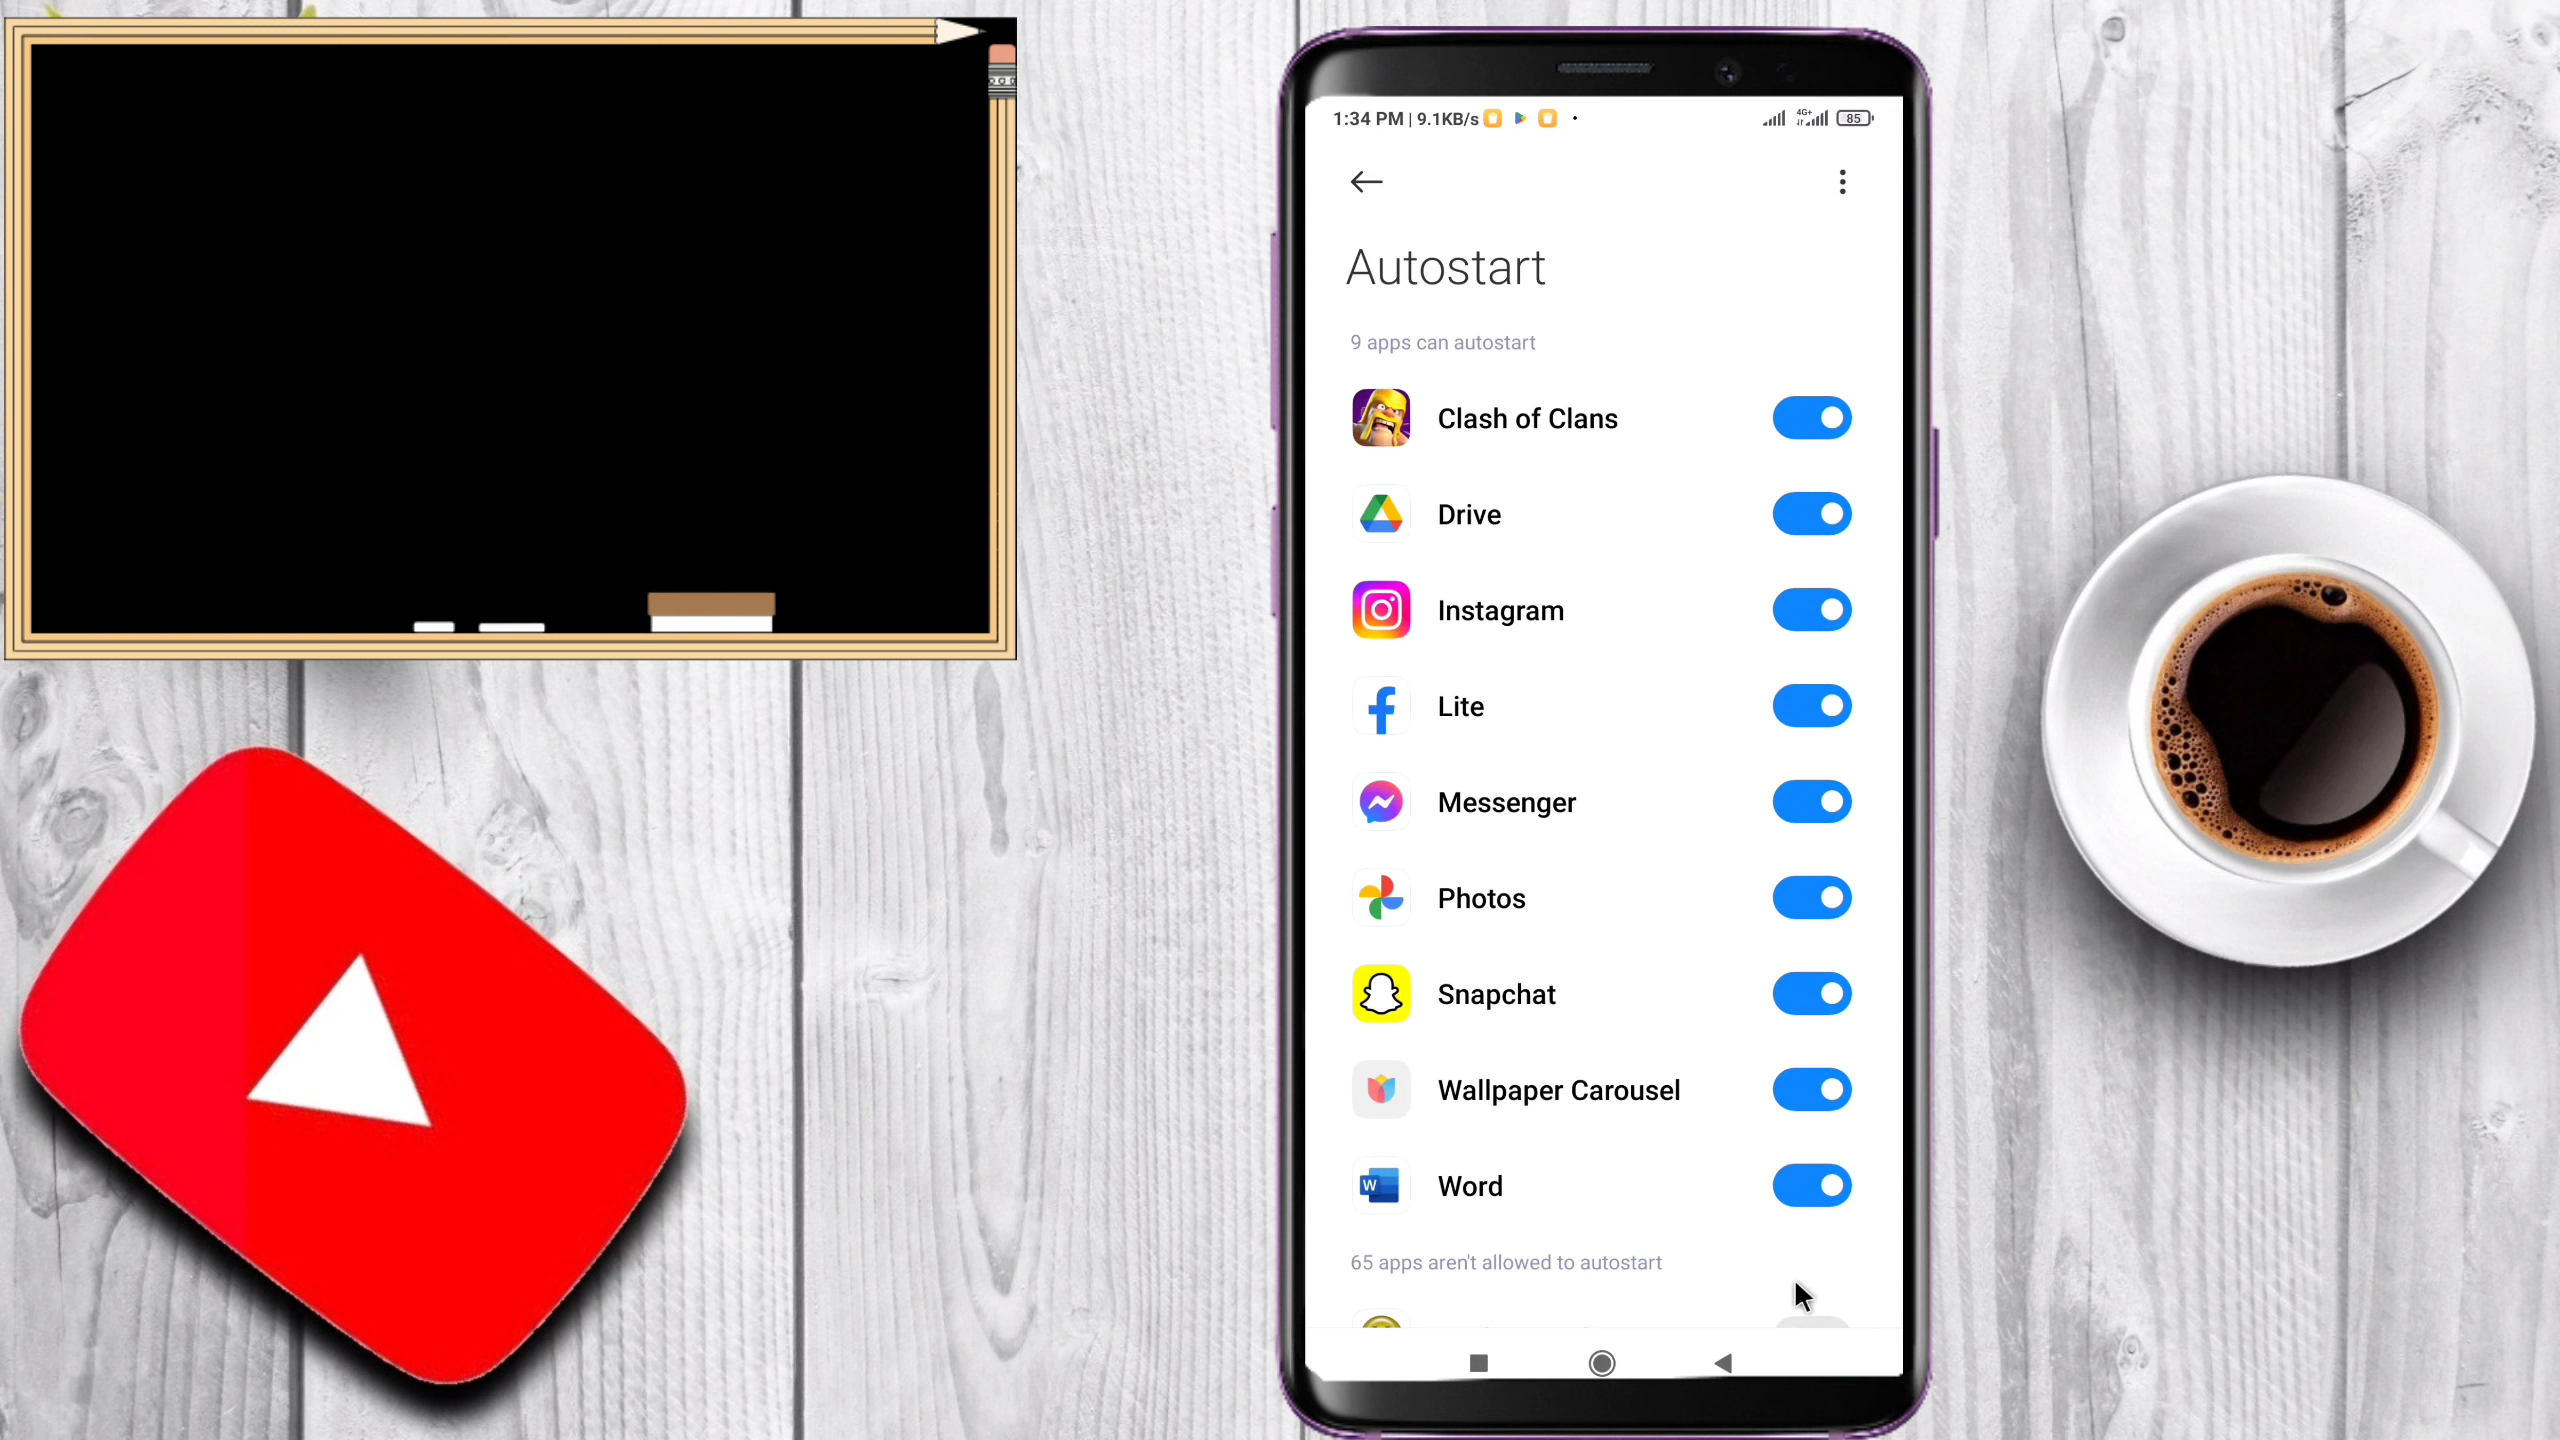 1:34 PM | 9.1KB/s
4G+
85
Autostart
9 apps can autostart
Clash of Clans
Drive
Instagram
Lite
Messenger
Photos
Snapchat
Wallpaper Carousel
W
Word
65 apps aren't allowed to autostart